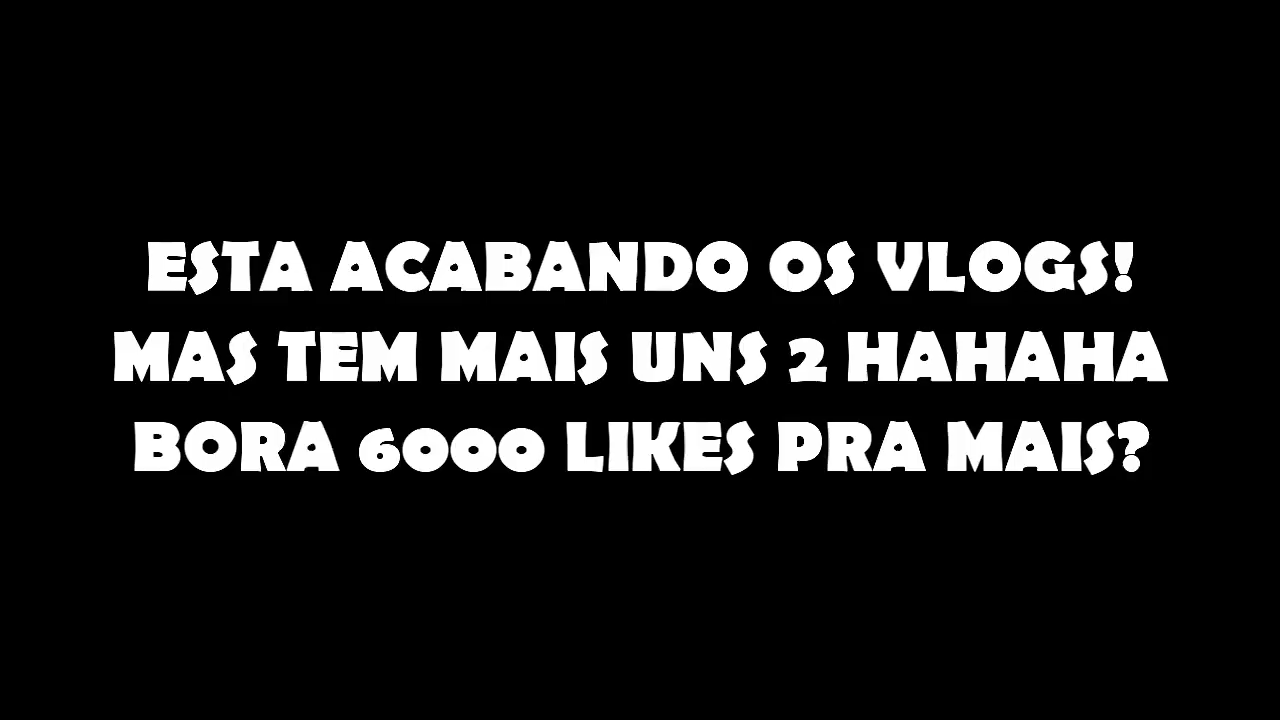 ESTA ACABANDO OS VLOGS!
MAS TEM MAIS UNS 2 HAHAHA
BORA 6000 LIKES PRA MAIS?